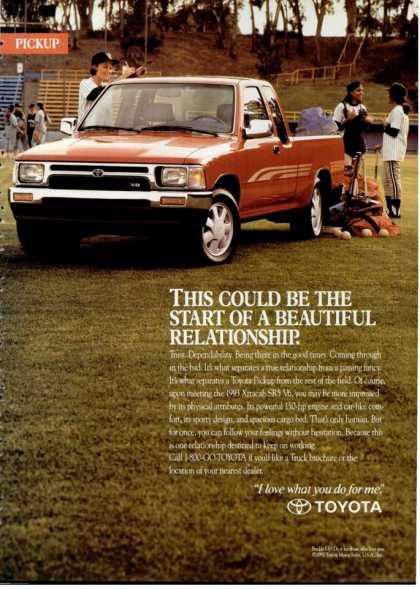 PICKUP
V6
THIS COULD BE THE
START OF A BEAUTIFUL
RELATIONSHIP.
Trust. Dependability. Being there in the good times. Coming through
in the bad. It's what separates a true relationship from a passing fancy.
It's what separates a Toyota Pickup from the rest of the field. Of course,
upon meeting the 1993 Xtracab SR5 V6, you may be more impressed
by its physical attributes. Its powerful 150-hp engine and car-like com-
fort, its sporty design, and spacious cargo bed. That's only human. But
for once, you can follow your feelings without hesitation. Because this
is one relationship destined to keep on working.
Call 1-800-GO-TOYOTA if you'd like a Truck brochure or the
location of your nearest dealer.
"I love what you do for me."
TOYOTA